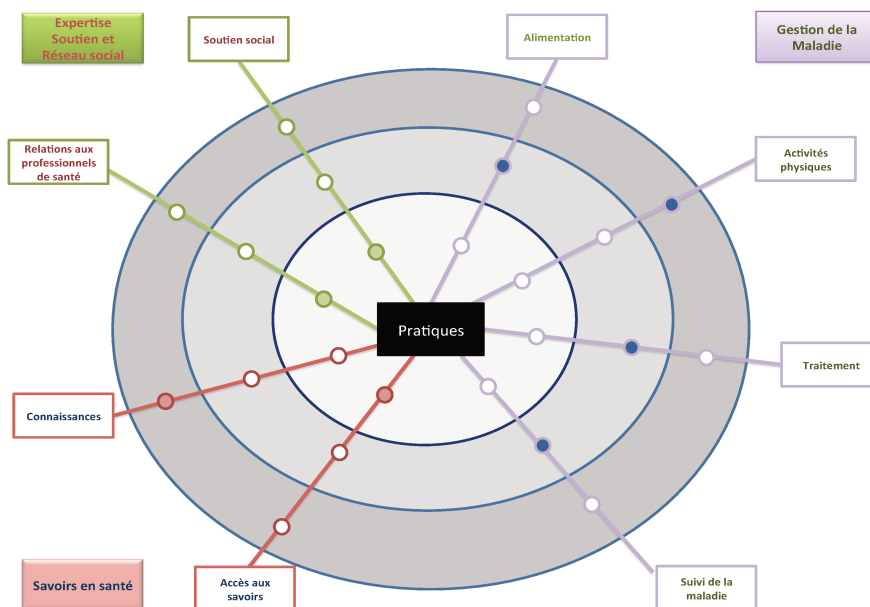 Expertise
Soutien et
Réseau social
Soutien social
Alimentation
Gestion de la
Maladie
Relations aux
professionnels
de santé
Activités
physiques
Pratiques
Traitement
Connaissances
Accès aux
savoirs
Suivi de la
maladie
Savoirs en santé